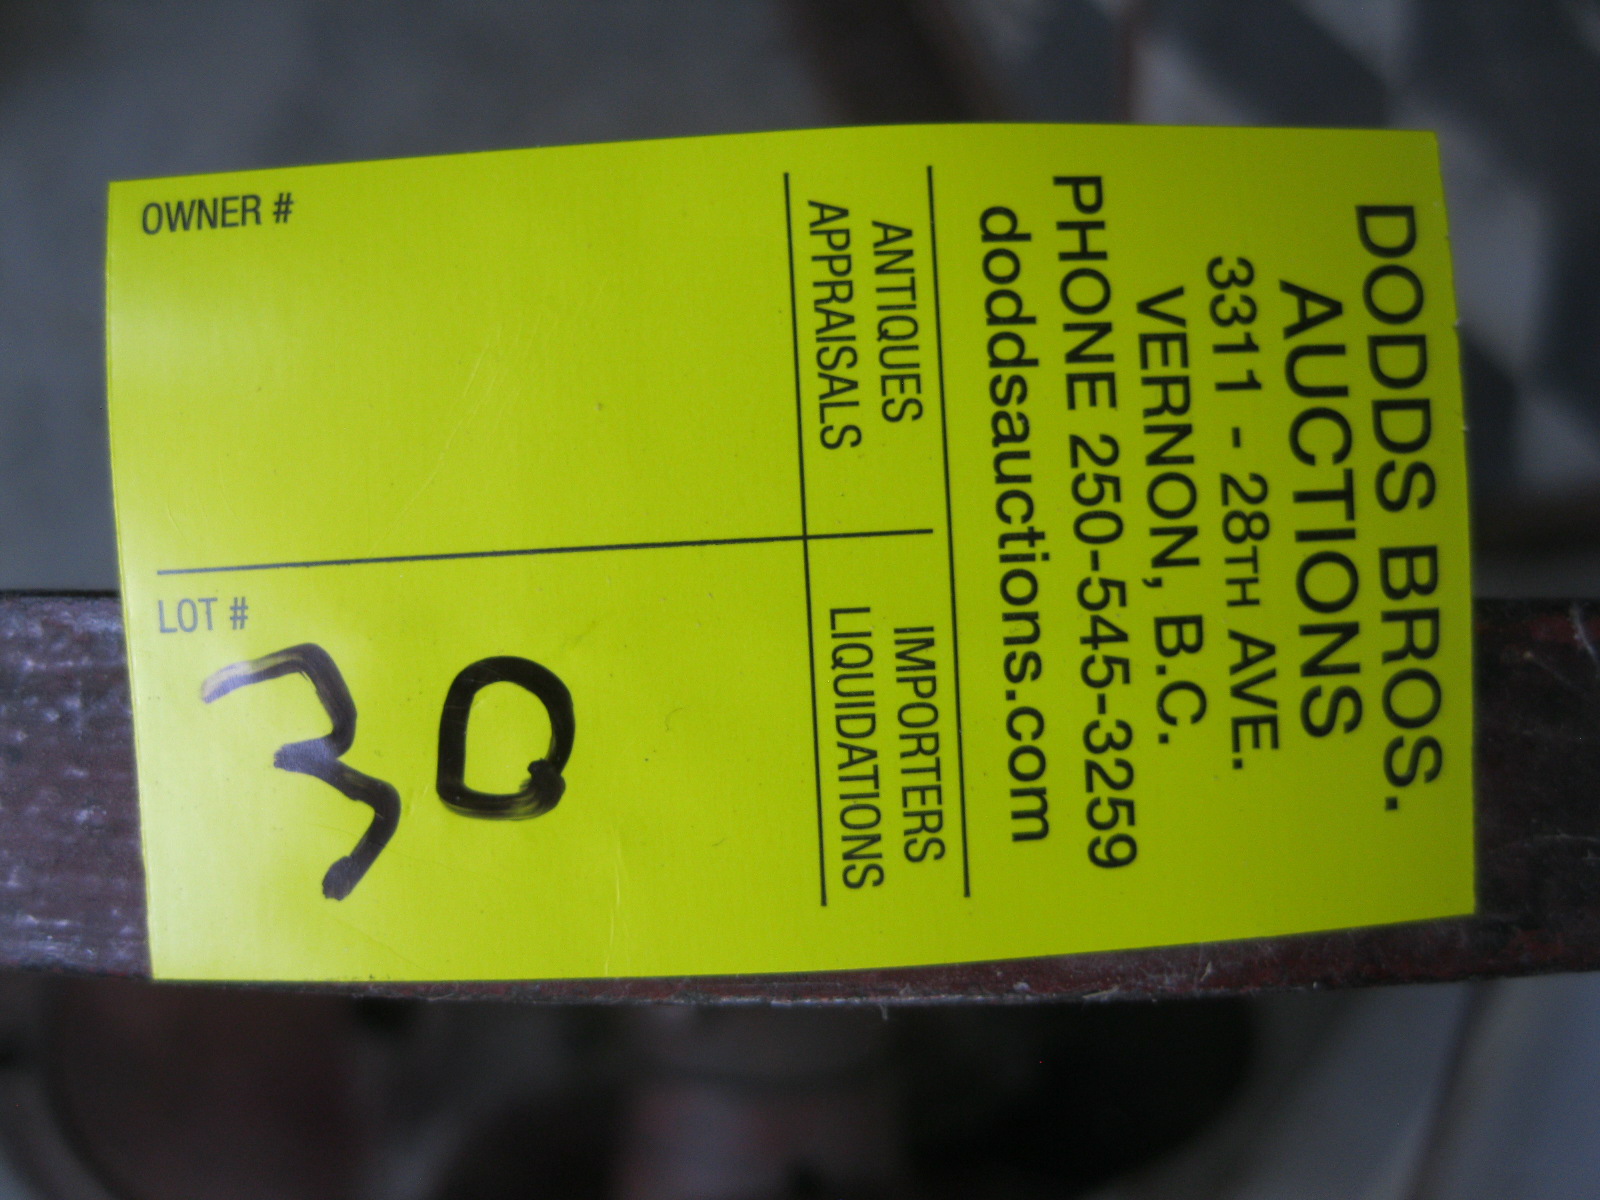 DODDS BROS.
AUCTIONS
3311 - 28TH AVE.
VERNON, B.C.
PHONE 250-545-3259
doddsauctions.com
ANTIQUES
APPRAISALS
IMPORTERS
LIQUIDATIONS
OWNER #
LOT #
30